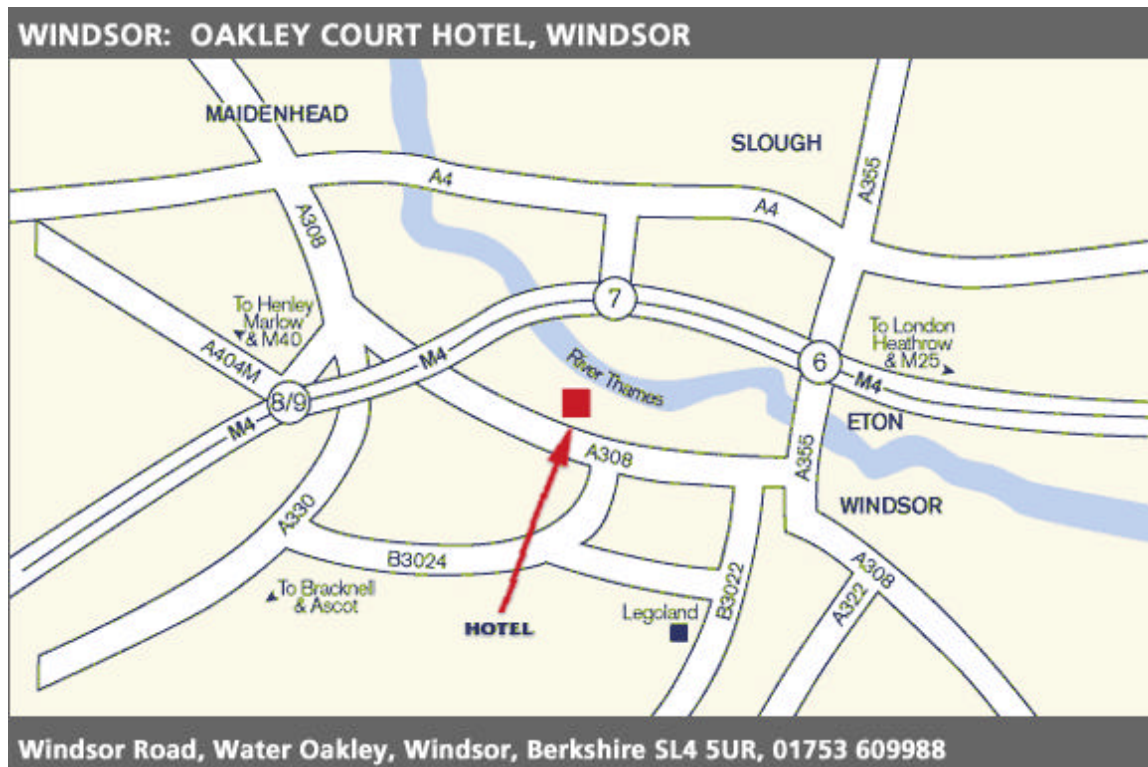 WINDSOR: OAKLEY COURT HOTEL, WINDSOR
MAIDENHEAD
SLOUGH
A355
A4
A4
A308
To Henley
Marlow
& M40
7
To London
Heathrow
& M25
A404M
M4
River Thames
6
M4
8/9
M4
ETON
A308
A355
WINDSOR
A330
B3024
A308
To Bracknell
& Ascot
B3022
A322
Legoland
HOTEL
Windsor Road, Water Oakley, Windsor, Berkshire SL4 5UR, 01753 609988